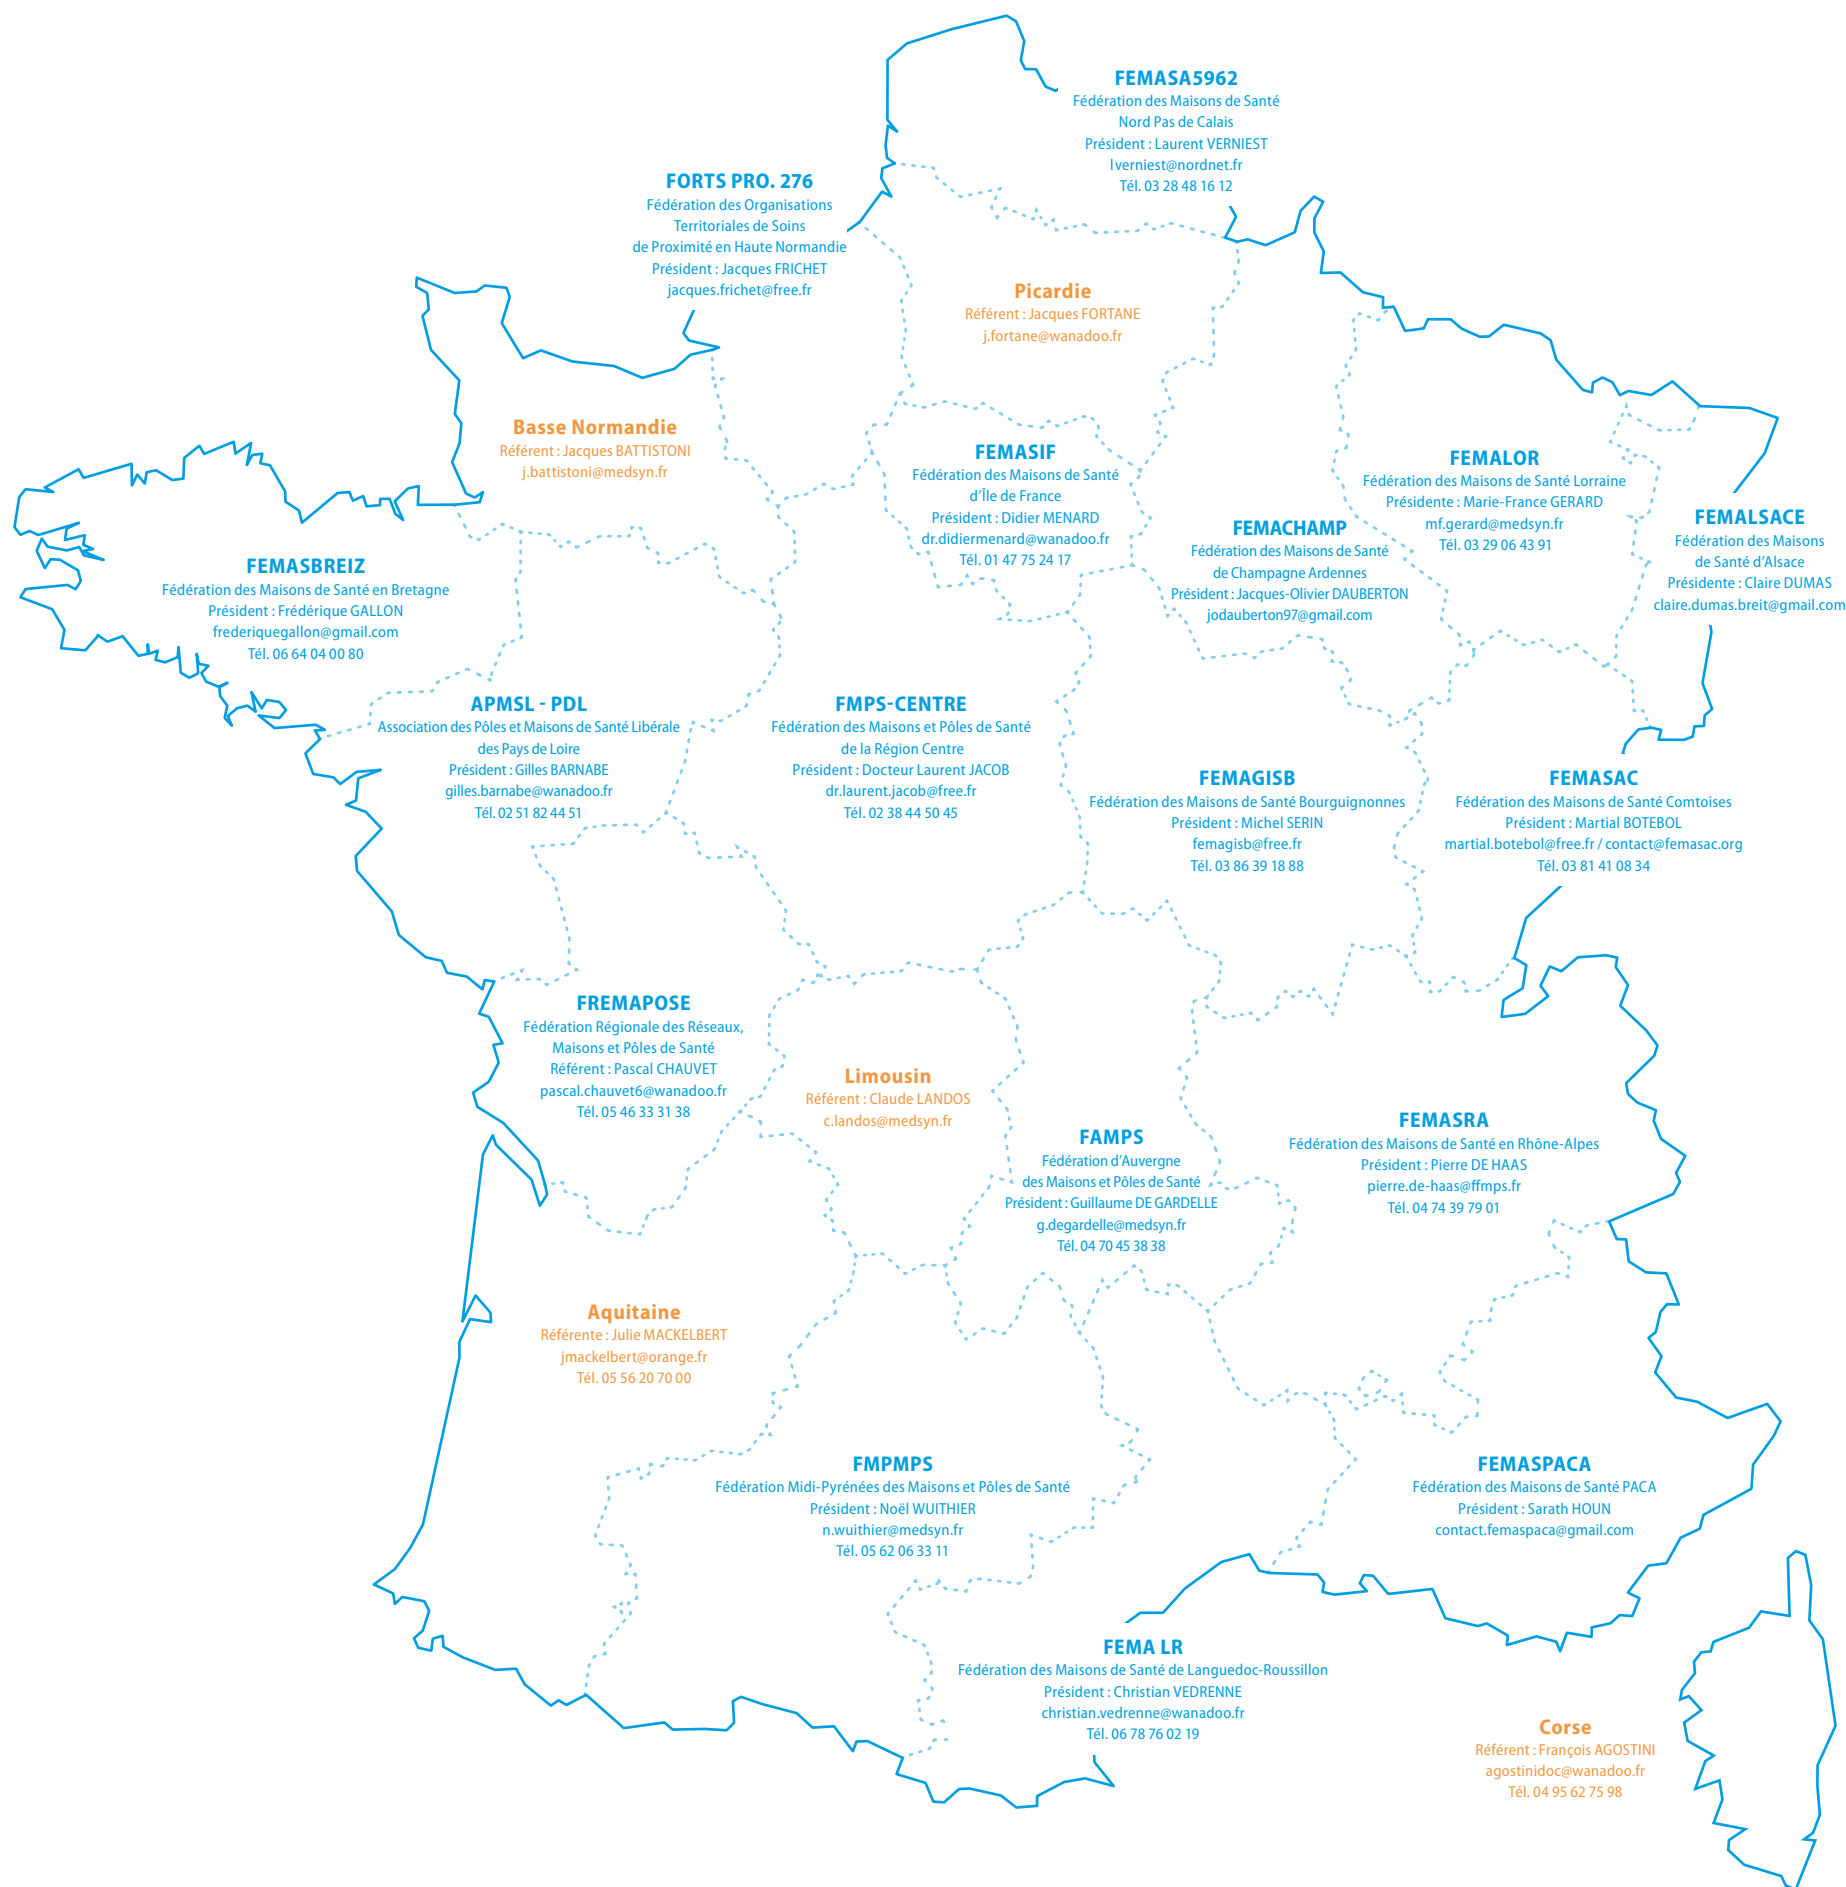 FEMASA5962
Fédération des Maisons de Santé
Nord Pas de Calais
Président : Laurent VERNIEST
lverniest@nordnet.fr
Tél. 03 28 48 16 12
FORTS PRO. 276
Fédération des Organisations
Territoriales de Soins
de Proximité en Haute Normandie
Président : Jacques FRICHET
jacques.frichet@free.fr
Picardie
Référent : Jacques FORTANE
j.fortane@wanadoo.fr
Basse Normandie
Référent : Jacques BATTISTONI
j.battistoni@medsyn.fr
FEMASIF
Fédération des Maisons de Santé
d'Île de France
Président : Didier MENARD
dr.didiermenard@wanadoo.fr
Tél. 01 47 75 24 17
FEMALOR
Fédération des Maisons de Santé Lorraine
Présidente : Marie-France GERARD
mf.gerard@medsyn.fr
Tél. 03 29 06 43 91
FEMACHAMP
Fédération des Maisons de Santé
de Champagne Ardennes
Président : Jacques-Olivier DAUBERTON
jodauberton97@gmail.com
FEMALSACE
Fédération des Maisons
de Santé d'Alsace
Présidente : Claire DUMAS
claire.dumas.breit@gmail.com
FEMASBREIZ
Fédération des Maisons de Santé en Bretagne
Président : Frédérique GALLON
frederiquegallon@gmail.com
Tél. 06 64 04 00 80
APMSL - PDL
Association des Pôles et Maisons de Santé Libérale
des Pays de Loire
Président : Gilles BARNABE
gilles.barnabe@wanadoo.fr
Tél. 02 51 82 44 51
FMPS-CENTRE
Fédération des Maisons et Pôles de Santé
de la Région Centre
Président : Docteur Laurent JACOB
dr.laurent.jacob@free.fr
Tél. 02 38 44 50 45
FEMAGISB
Fédération des Maisons de Santé Bourguignonnes
Président : Michel SERIN
femagisb@free.fr
Tél. 03 86 39 18 88
FEMASAC
Fédération des Maisons de Santé Comtoises
Président : Martial BOTEBOL
martial.botebol@free.fr / contact@femasac.org
Tél. 03 81 41 08 34
FREMAPOSE
Fédération Régionale des Réseaux,
Maisons et Pôles de Santé
Référent : Pascal CHAUVET
pascal.chauvet6@wanadoo.fr
Tél. 05 46 33 31 38
Limousin
Référent : Claude LANDOS
c.landos@medsyn.fr
FAMPS
Fédération d'Auvergne
des Maisons et Pôles de Santé
Président : Guillaume DE GARDELLE
g.degardelle@medsyn.fr
Tél. 04 70 45 38 38
FEMASRA
Fédération des Maisons de Santé en Rhône-Alpes
Président : Pierre DE HAAS
pierre.de-haas@ffmps.fr
Tél. 04 74 39 79 01
Aquitaine
Référente : Julie MACKELBERT
jmackelbert@orange.fr
Tél. 05 56 20 70 00
FMPMPS
Fédération Midi-Pyrénées des Maisons et Pôles de Santé
Président : Noël WUITHIER
n.wuithier@medsyn.fr
Tél. 05 62 06 33 11
FEMASPACA
Fédération des Maisons de Santé PACA
Président : Sarath HOUN
contact.femaspaca@gmail.com
FEMA LR
Fédération des Maisons de Santé de Languedoc-Roussillon
Président : Christian VEDRENNE
christian.vedrenne@wanadoo.fr
Tél. 06 78 76 02 19
Corse
Référent : François AGOSTINI
agostinidoc@wanadoo.fr
Tél. 04 95 62 75 98